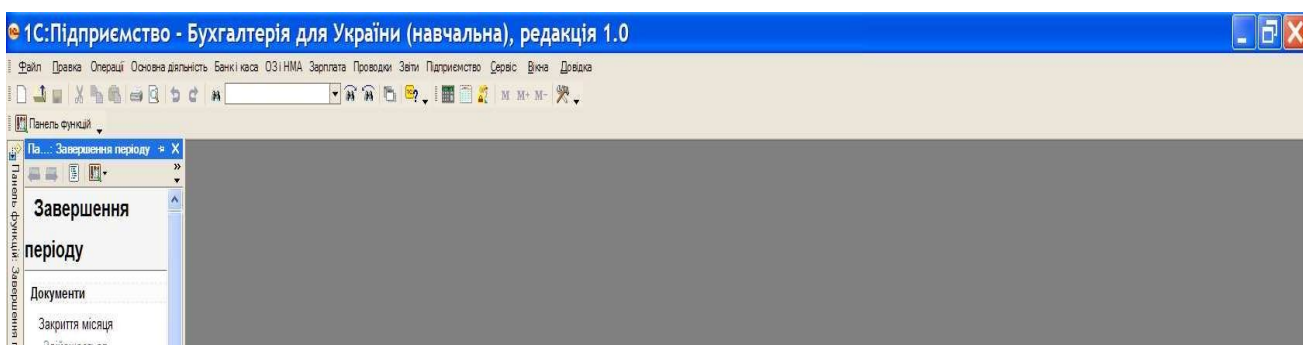 1С:Підприємство - Бухгалтерія для України (навчальна), редакція 1.0
Файл Правка Операції Основна діяльність Банк і каса ОЗ і НМА Зарплата Проводки Звіти Підприємство Сервіс Вікна Довідка
M M+ M-
Панель функцій
Па...: Завершення періоду
Панель функцій: Завершення
Завершення
періоду
Документи
Закриття місяця